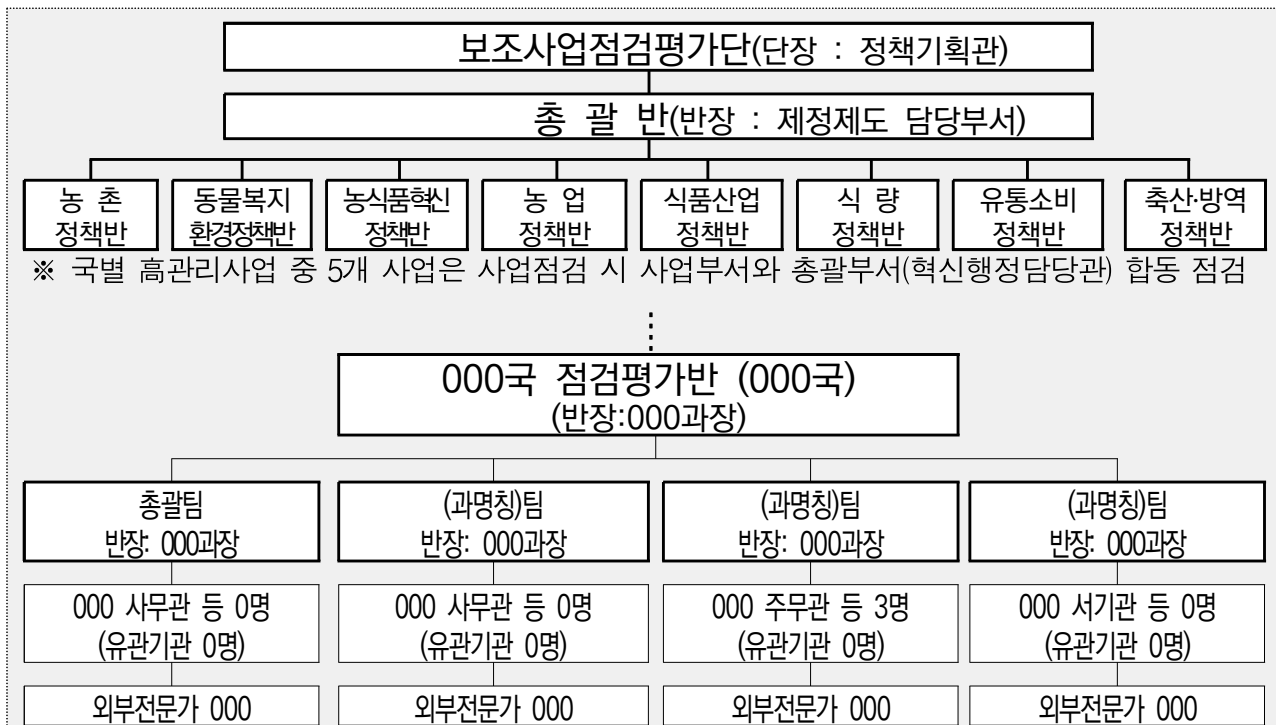 보조사업점검평가단(단장 : 정책기획관)
총 괄 반(반장 : 제정제도 담당부서)
농 촌
정책반
동물복지
환경정책반
농식품혁신
정책반
농 업
정책반
식품산업
정책반
식 량
정책반
유통소비
정책반
축산·방역
정책반
※ 국별 高관리사업 중 5개 사업은 사업점검 시 사업부서와 총괄부서(혁신행정담당관) 합동 점검
000국 점검평가반 (000국)
(반장:000과장)
총괄팀
반장: 000과장
(과명칭)팀
반장: 000과장
(과명칭)팀
반장: 000과장
(과명칭)팀
반장: 000과장
000 사무관 등 0명
(유관기관 0명)
000 사무관 등 0명
(유관기관 0명)
000 주무관 등 3명
(유관기관 0명)
000 서기관 등 0명
(유관기관 0명)
외부전문가 000
외부전문가 000
외부전문가 000
외부전문가 000